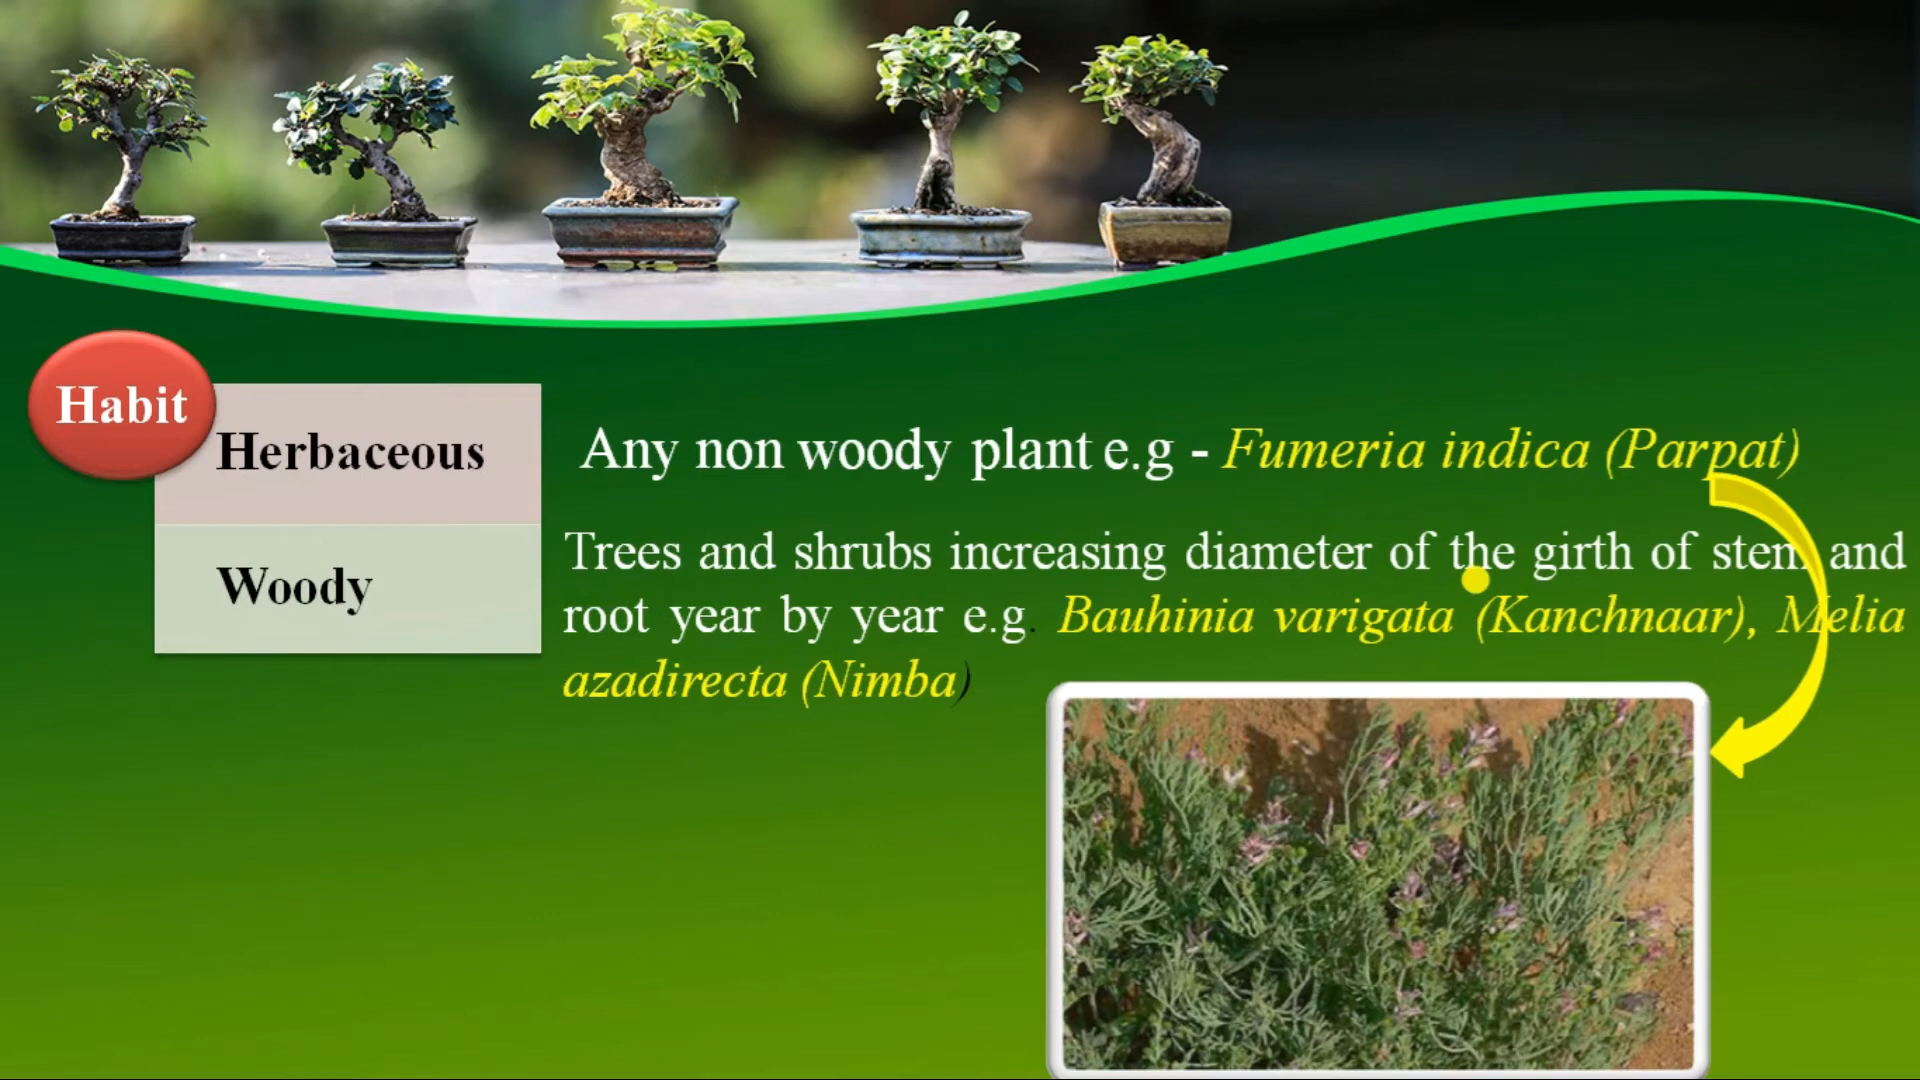 Habit
Herbaceous
Any non woody plant e.g - Fumeria indica (Parpat)
Woody
Trees and shrubs increasing diameter of the girth of stem and
root year by year e.g. Bauhinia varigata (Kanchnaar), Melia
azadirecta (Nimba)